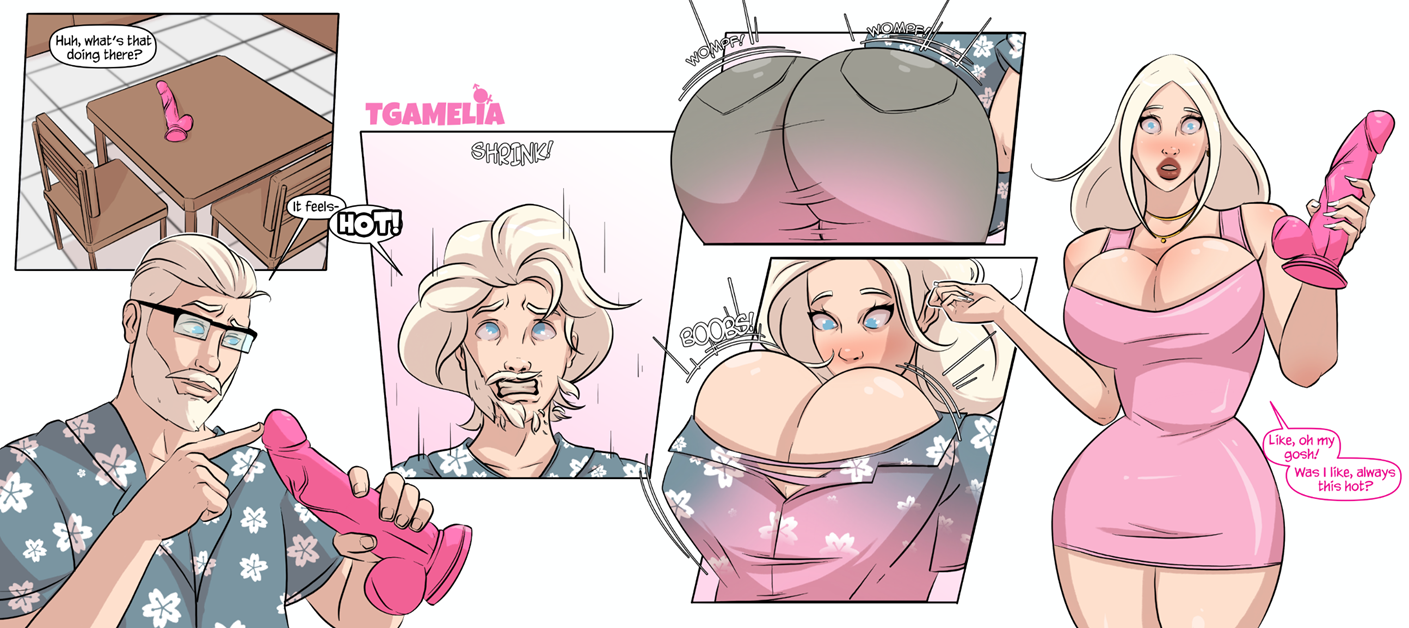 Huh, what's that
doing there?
It feels-
HOT!
TGAMELIA
SHRINK!
WOMPF!
WOMPF!
BOOBS!
Like, oh my
gosh!
Was I like, always
this hot?